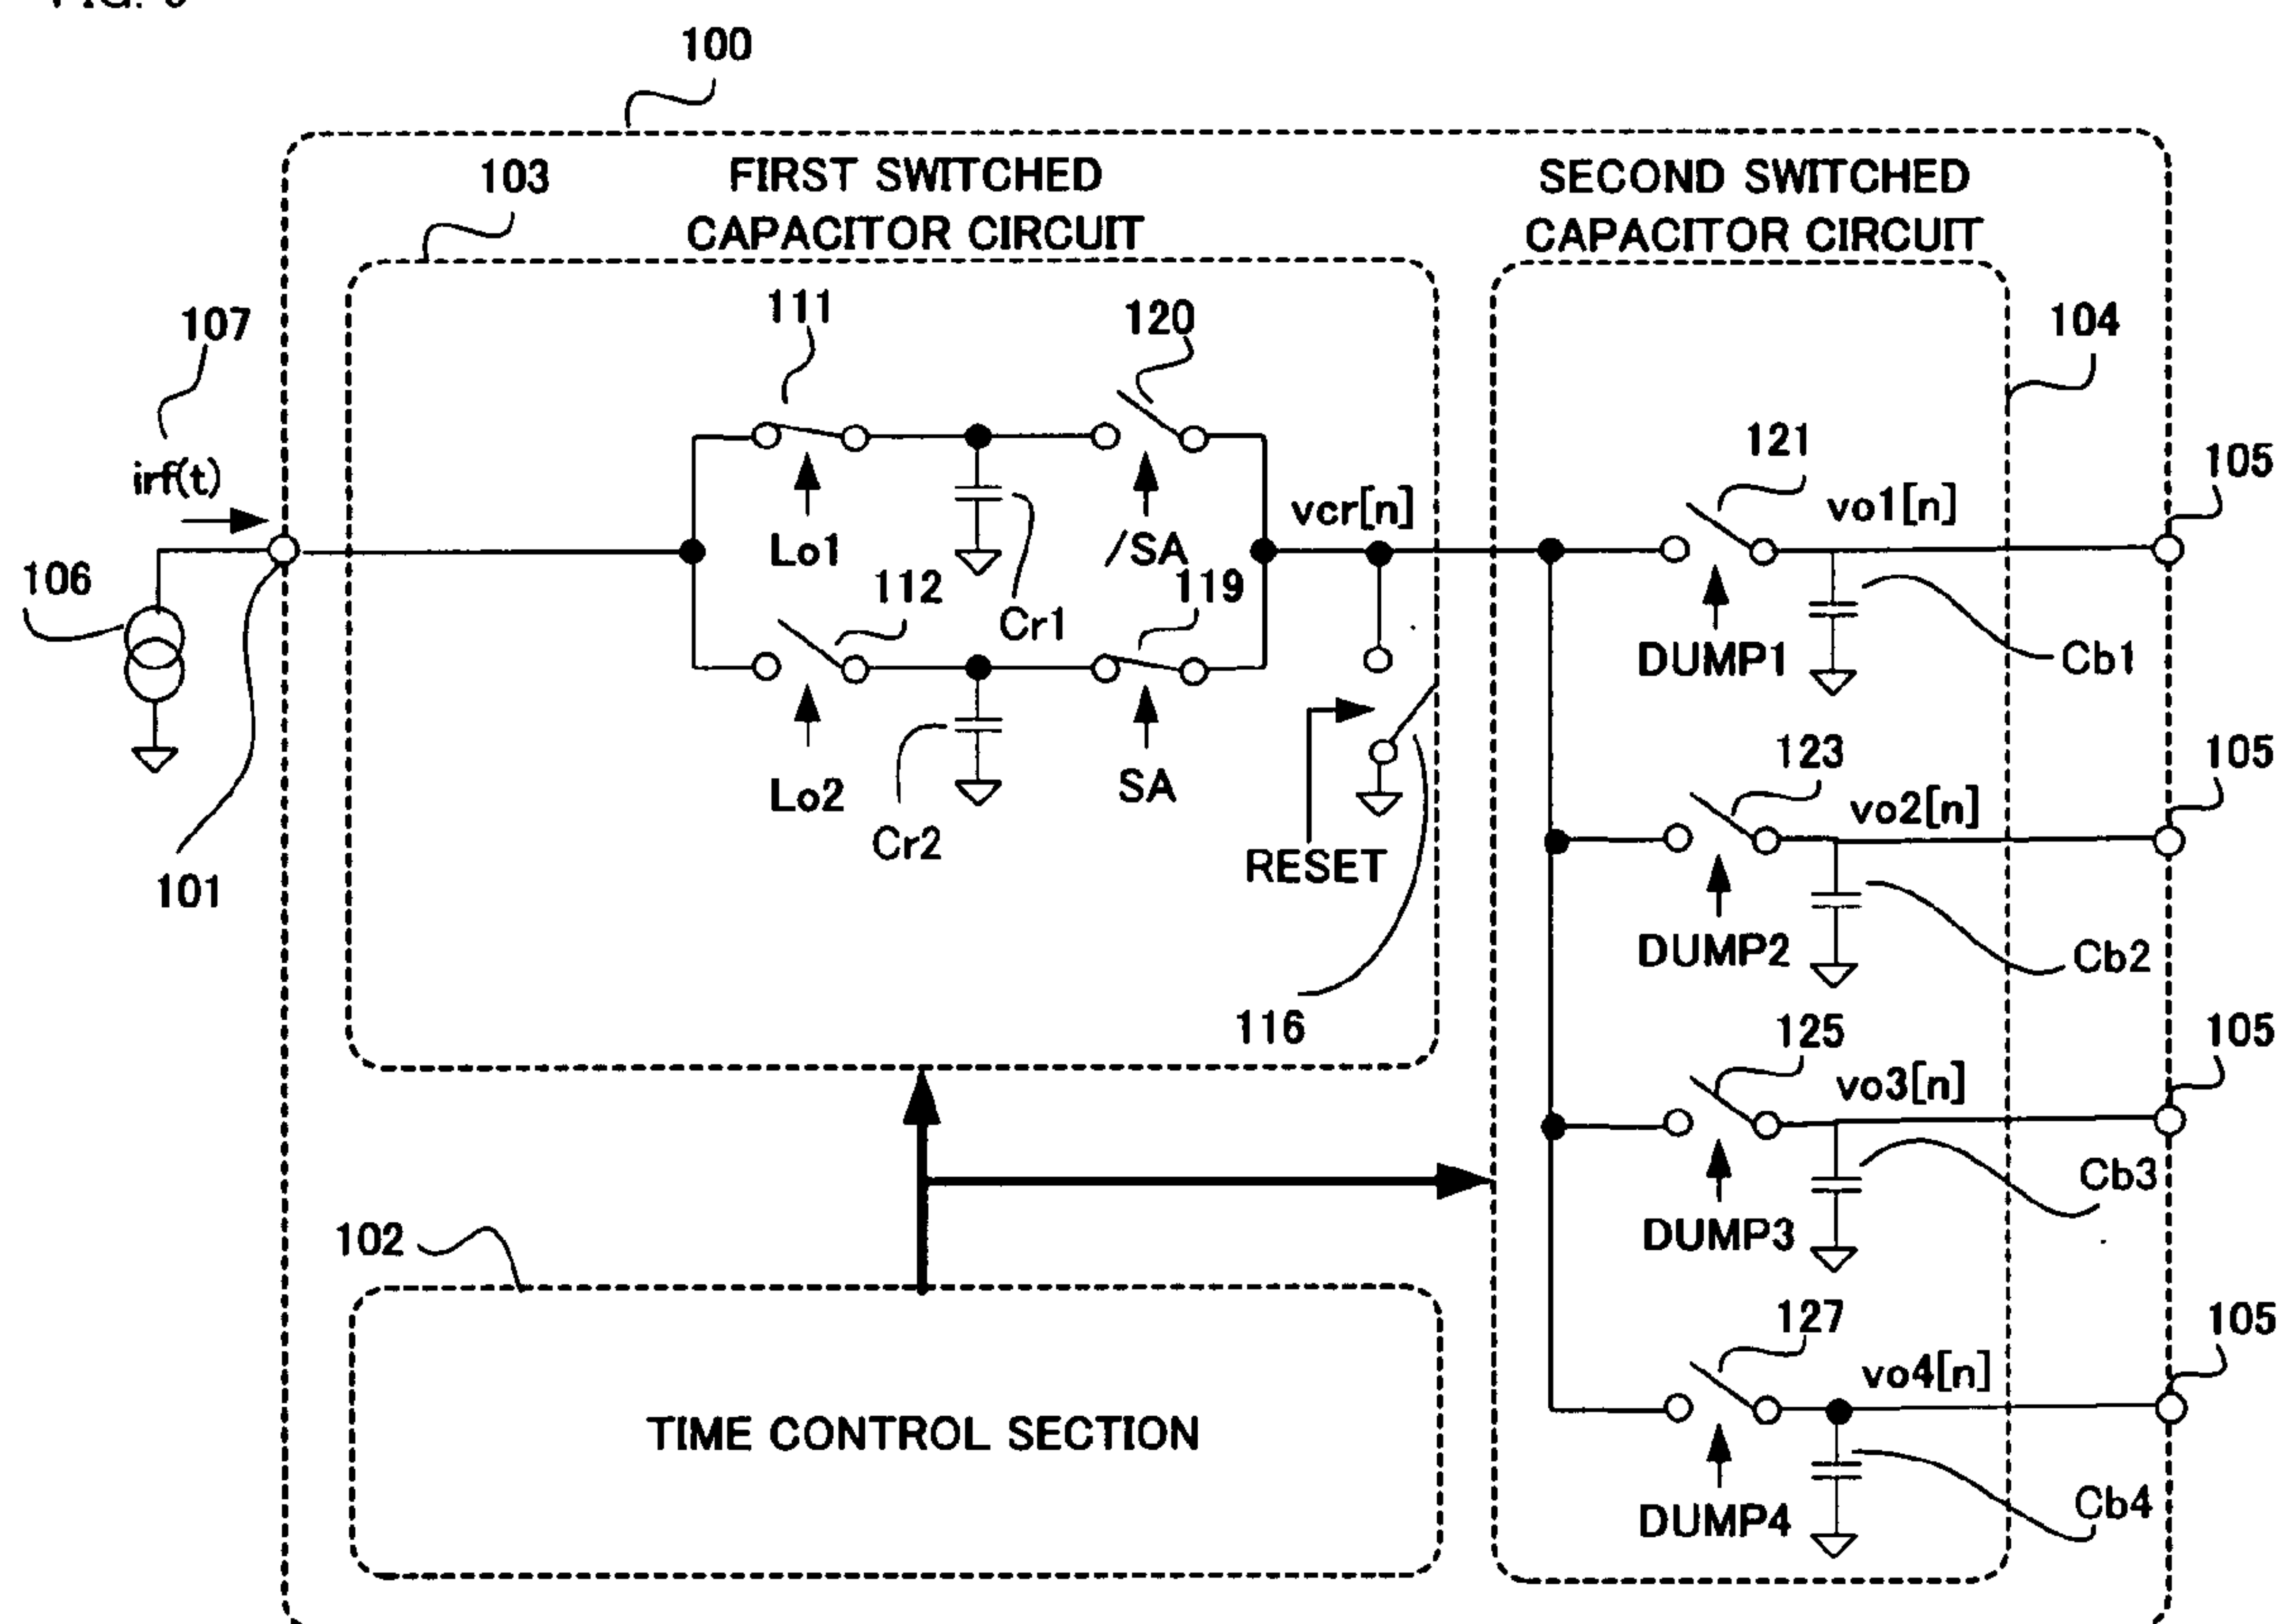 100
103
FIRST SWITCHED
CAPACITOR CIRCUIT
SECOND SWITCHED
CAPACITOR CIRCUIT
107
111
120
104
irf(t)
Lo1
/SA
vcr[n]
121
vo1[n]
105
106
112
Cr1
119
DUMP1
Cb1
101
Lo2
Cr2
SA
RESET
116
123
vo2[n]
105
DUMP2
Cb2
125
vo3[n]
105
DUMP3
Cb3
102
TIME CONTROL SECTION
127
vo4[n]
105
DUMP4
Cb4